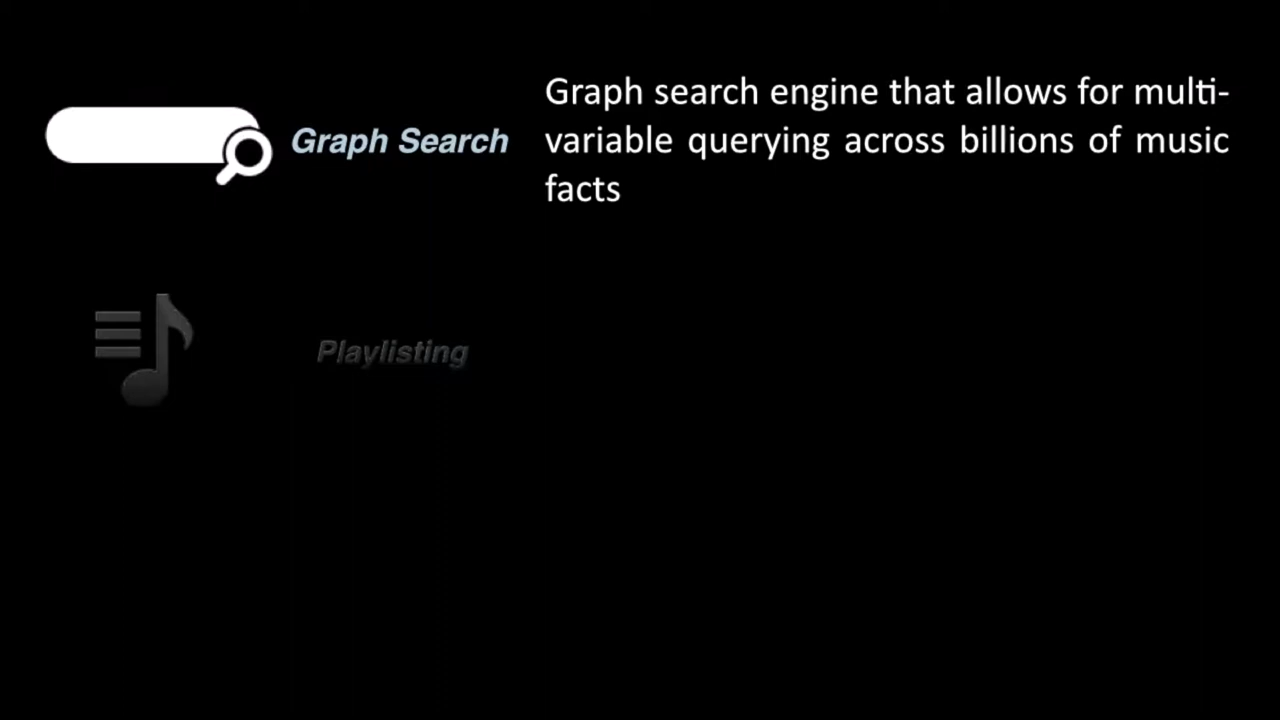 Graph Search
Graph search engine that allows for multi-
variable querying across billions of music
facts
Playlisting